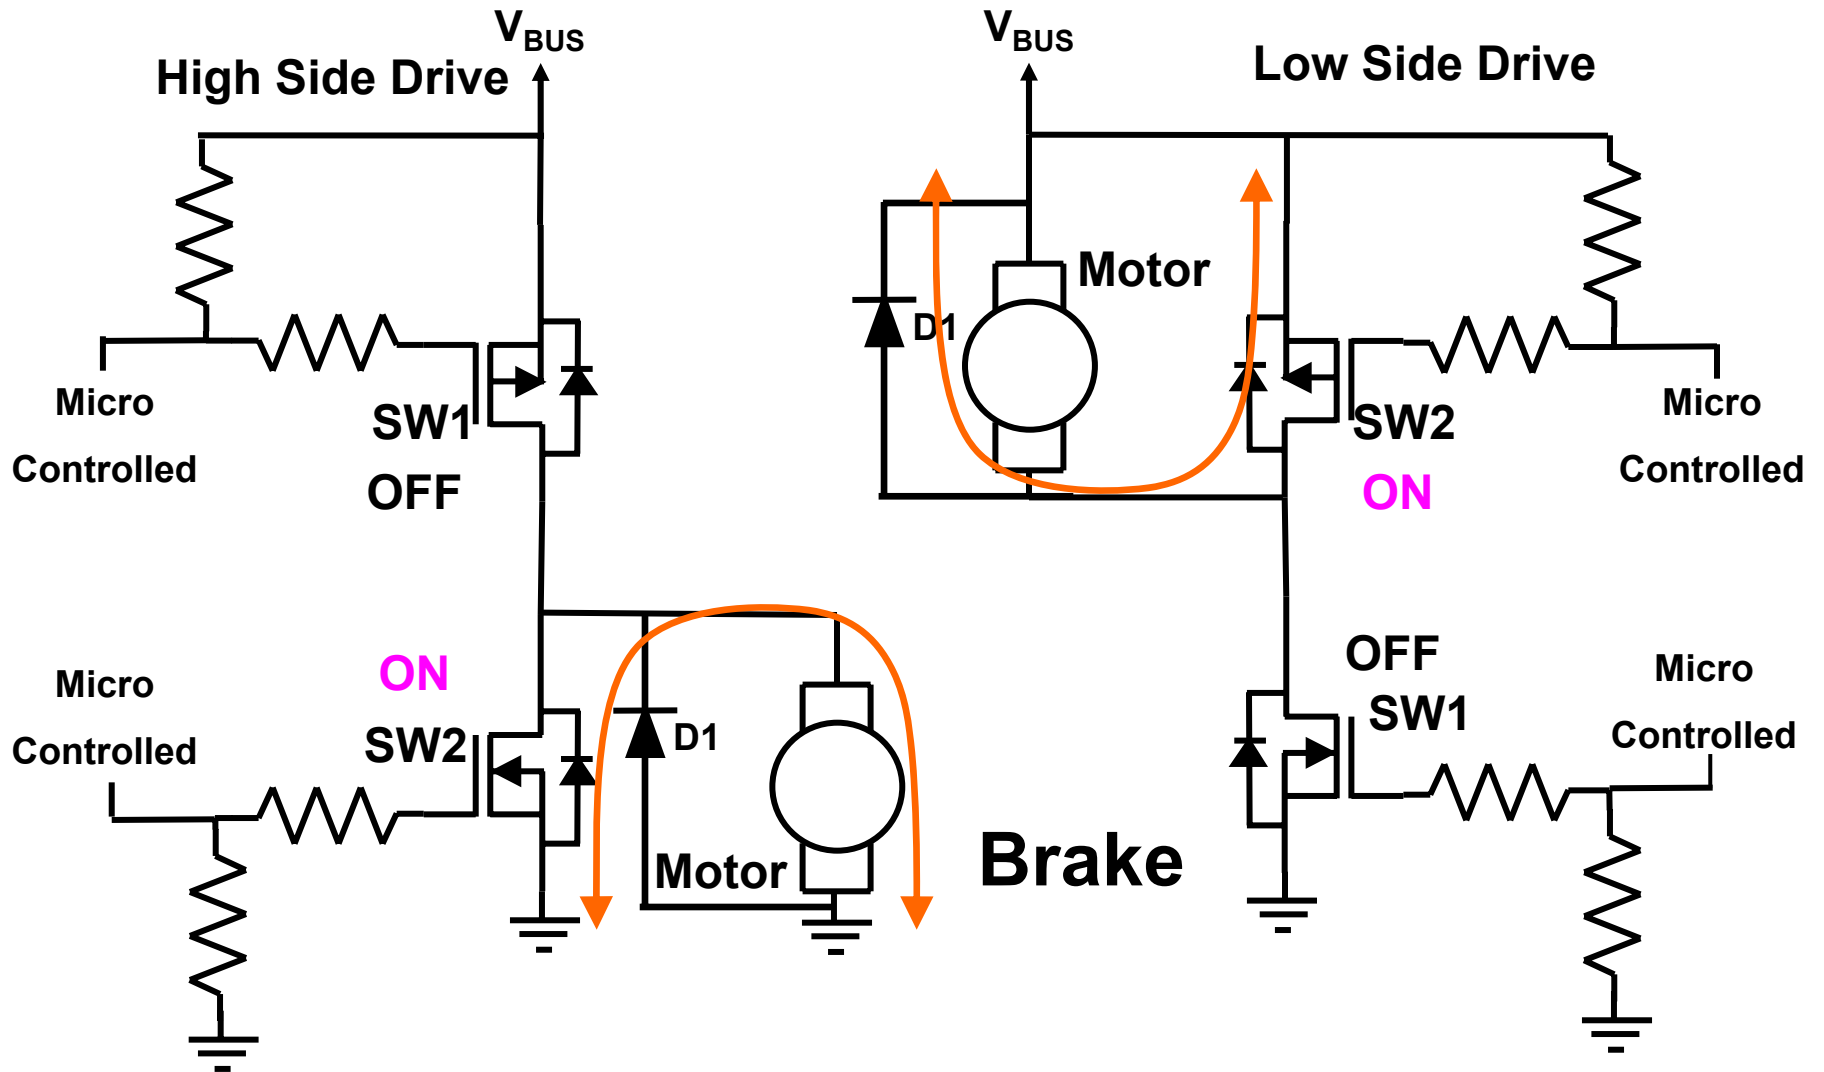 High Side Drive
VBUS
Micro
Controlled
SW1
OFF
Micro
Controlled
ON
SW2
D1
Motor
Brake
VBUS
Low Side Drive
D1
Motor
SW2
ON
Micro
Controlled
OFF
SW1
Micro
Controlled